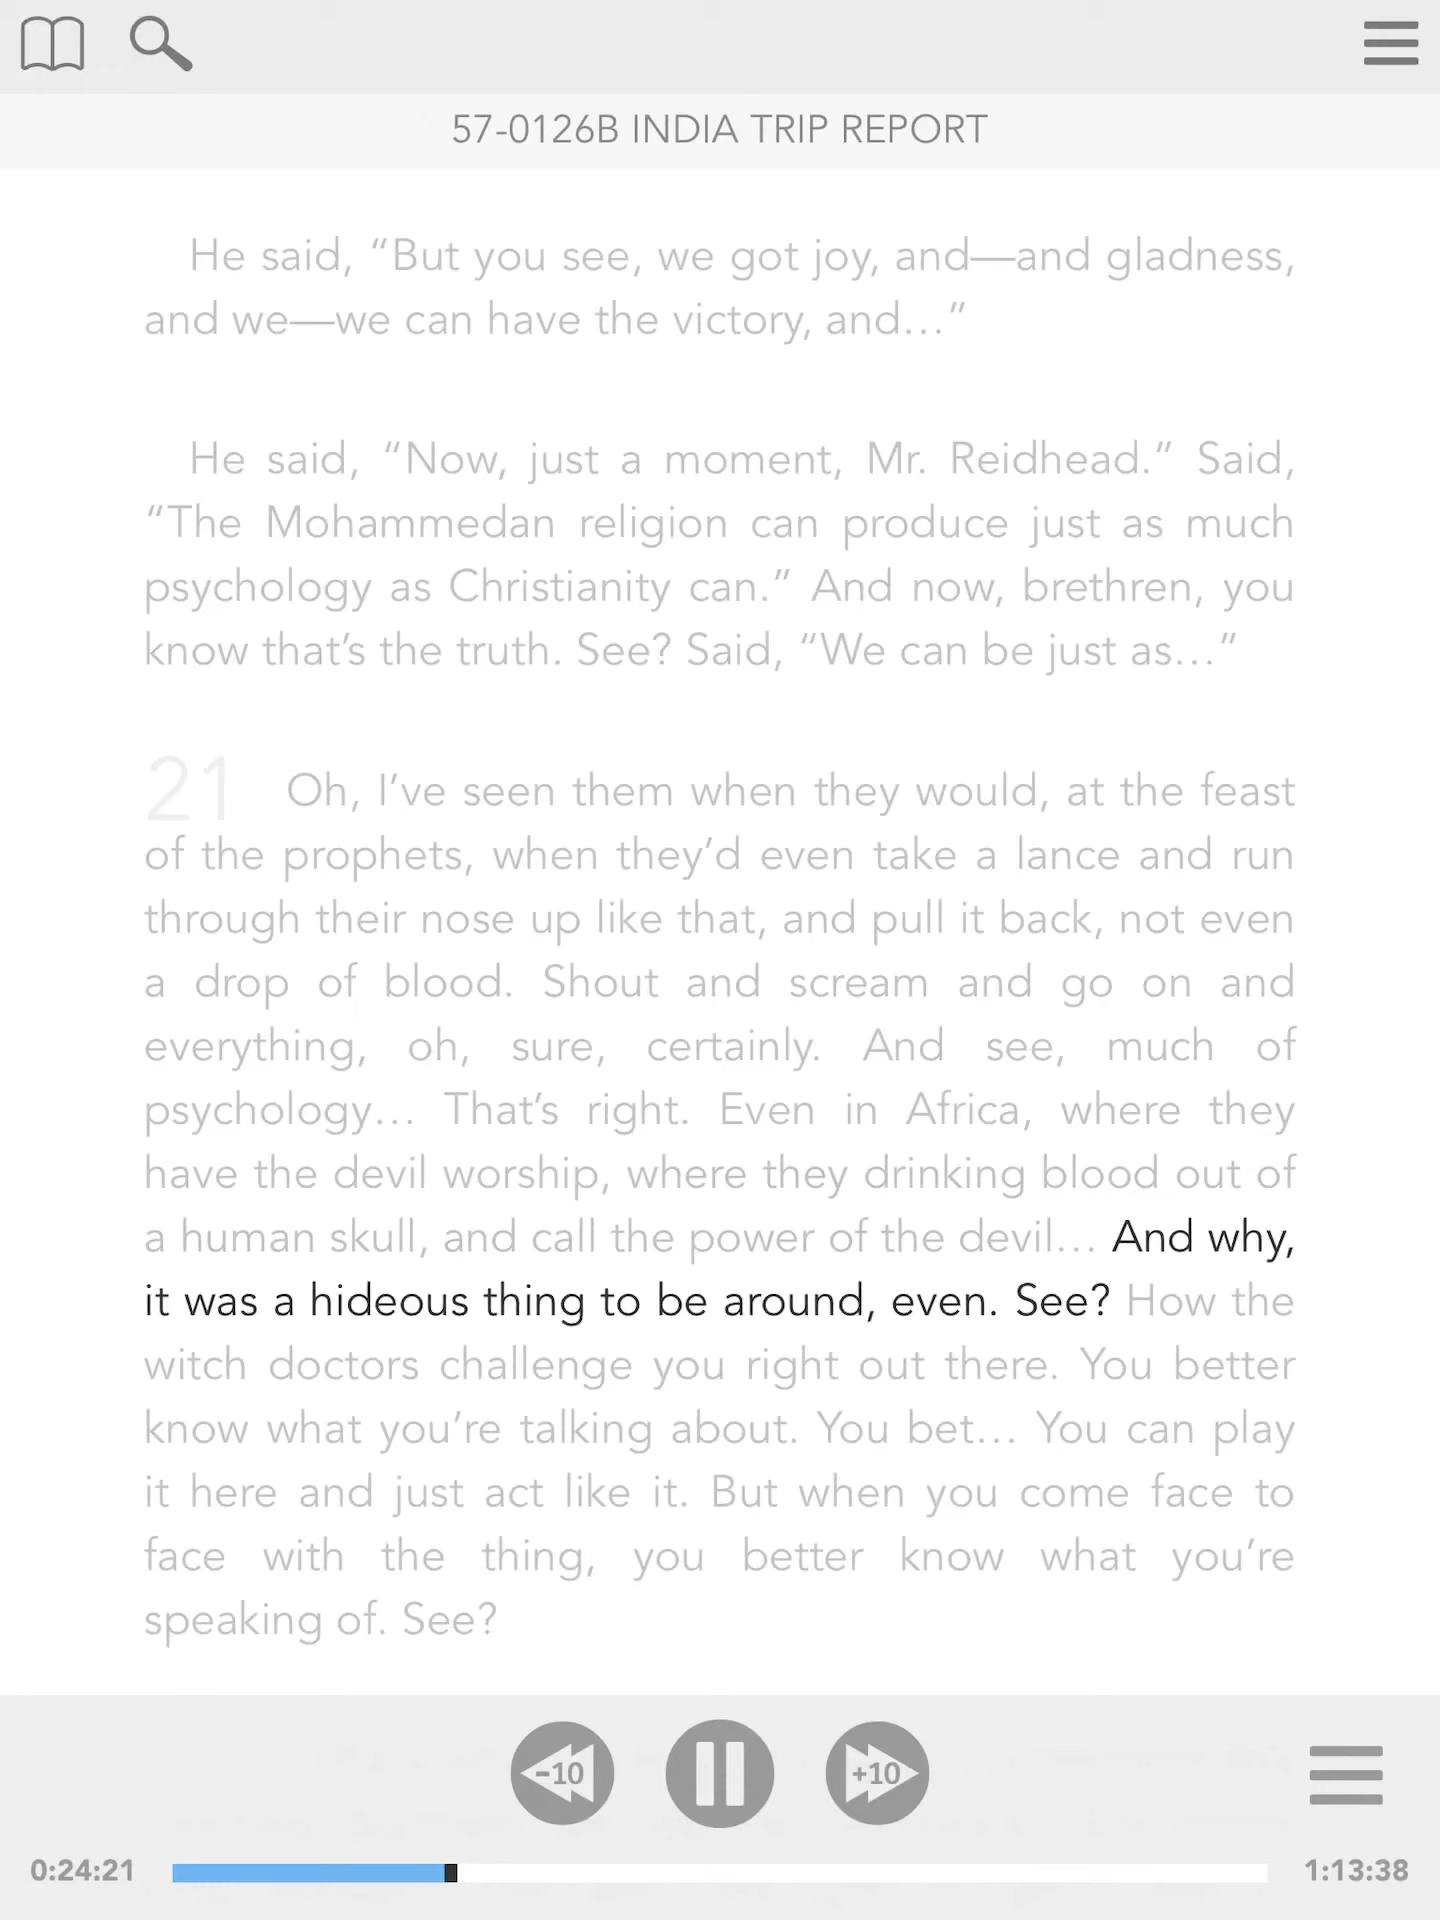 57-0126B INDIA TRIP REPORT
He said, “But you see, we got joy, and—and gladness,
and we—we can have the victory, and…”
He said, “Now, just a moment, Mr. Reidhead.” Said,
“The Mohammedan religion can produce just as much
psychology as Christianity can.” And now, brethren, you
know that’s the truth. See? Said, “We can be just as…”
21 Oh, I’ve seen them when they would, at the feast
of the prophets, when they’d even take a lance and run
through their nose up like that, and pull it back, not even
a drop of blood. Shout and scream and go on and
everything, oh, sure, certainly. And see, much of
psychology… That’s right. Even in Africa, where they
have the devil worship, where they drinking blood out of
a human skull, and call the power of the devil… And why,
it was a hideous thing to be around, even. See? How the
witch doctors challenge you right out there. You better
know what you’re talking about. You bet… You can play
it here and just act like it. But when you come face to
face with the thing, you better know what you’re
speaking of. See?
-10 +10
0:24:21 1:13:38